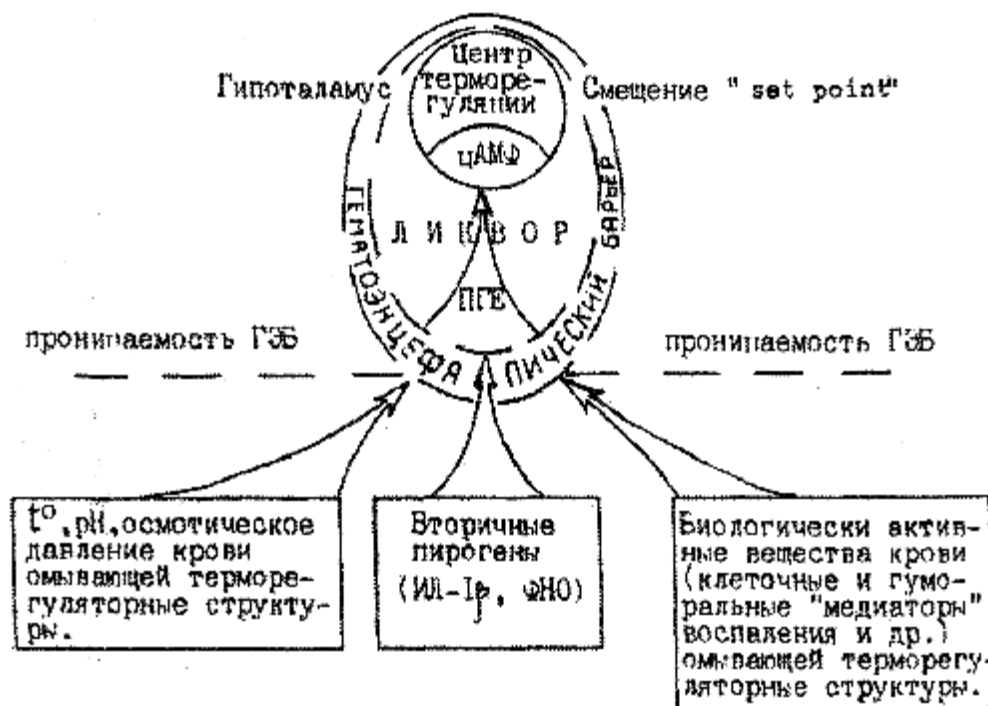 Центр
терморе-
гуляции
Гипоталамус
Смещение " set point"
цАМФ
ЛИКВОР
ПГЕ
ГЕМАТОЭНЦЕФАЛИЧЕСКИЙ БАРЬЕР
проницаемость ГЭБ
проницаемость ГЭБ
t°,pH,осмотическое
давление крови
омывающей терморе-
гуляторные структу-
ры.
Вторичные
пирогены
(ИЛ-Iβ, ФНО)
Биологически актив-
ные вещества крови
(клеточные и гумо-
ральные "медиаторы"
воспаления и др.)
омывающей терморегу-
ляторные структуры.